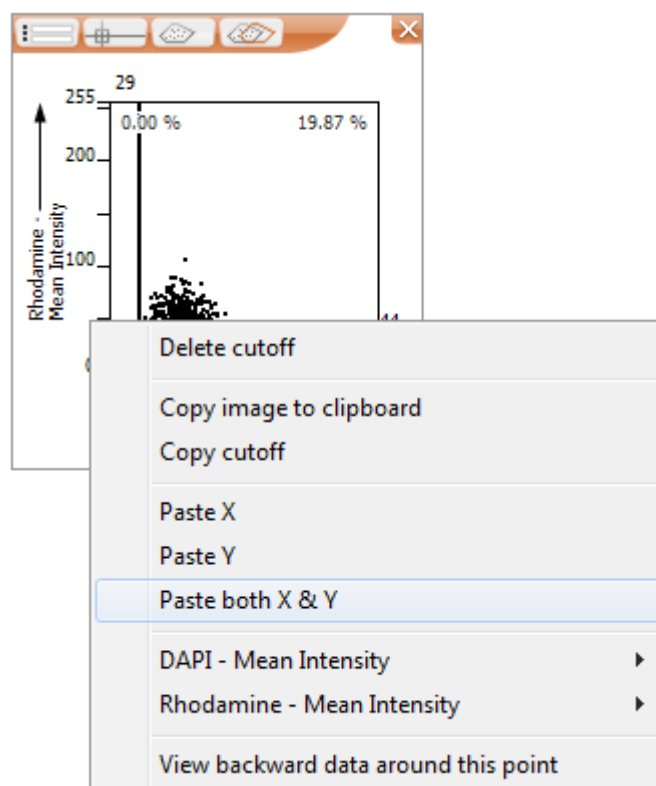 29
255
0.00 % 19.87 %
200
100
Rhodamine -
Mean Intensity
Delete cutoff
Copy image to clipboard
Copy cutoff
Paste X
Paste Y
Paste both X & Y
DAPI - Mean Intensity
Rhodamine - Mean Intensity
View backward data around this point